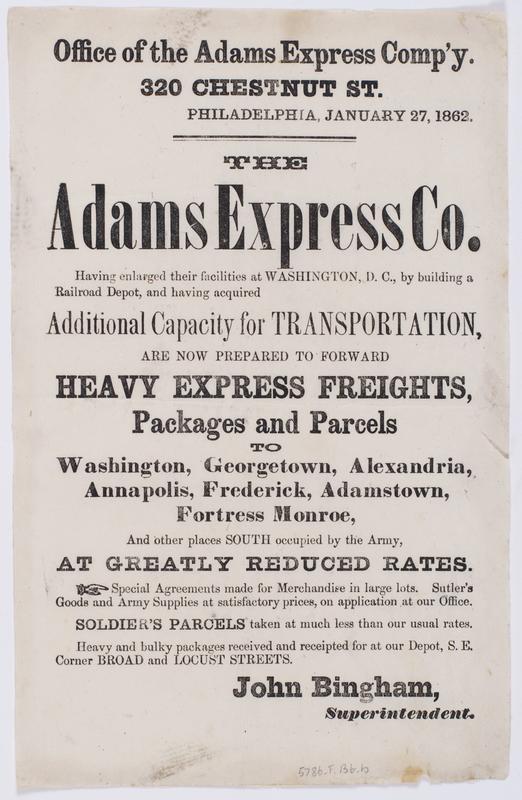 Office of the Adams Express Comp'y.
320 CHESTNUT ST.
PHILADELPHIA, JANUARY 27, 1862.
THE
Adams Express Co.
Having enlarged their facilities at WASHINGTON, D. C., by building a
Railroad Depot, and having acquired
Additional Capacity for TRANSPORTATION,
ARE NOW PREPARED TO FORWARD
HEAVY EXPRESS FREIGHTS,
Packages and Parcels
TO
Washington, Georgetown, Alexandria,
Annapolis, Frederick, Adamstown,
Fortress Monroe,
And other places SOUTH occupied by the Army,
AT GREATLY REDUCED RATES.
☞ Special Agreements made for Merchandise in large lots. Sutler's
Goods and Army Supplies at satisfactory prices, on application at our Office.
SOLDIER'S PARCELS taken at much less than our usual rates.
Heavy and bulky packages received and receipted for at our Depot, S. E.
Corner BROAD and LOCUST STREETS.
John Bingham,
Superintendent.
5786.F.13b.b